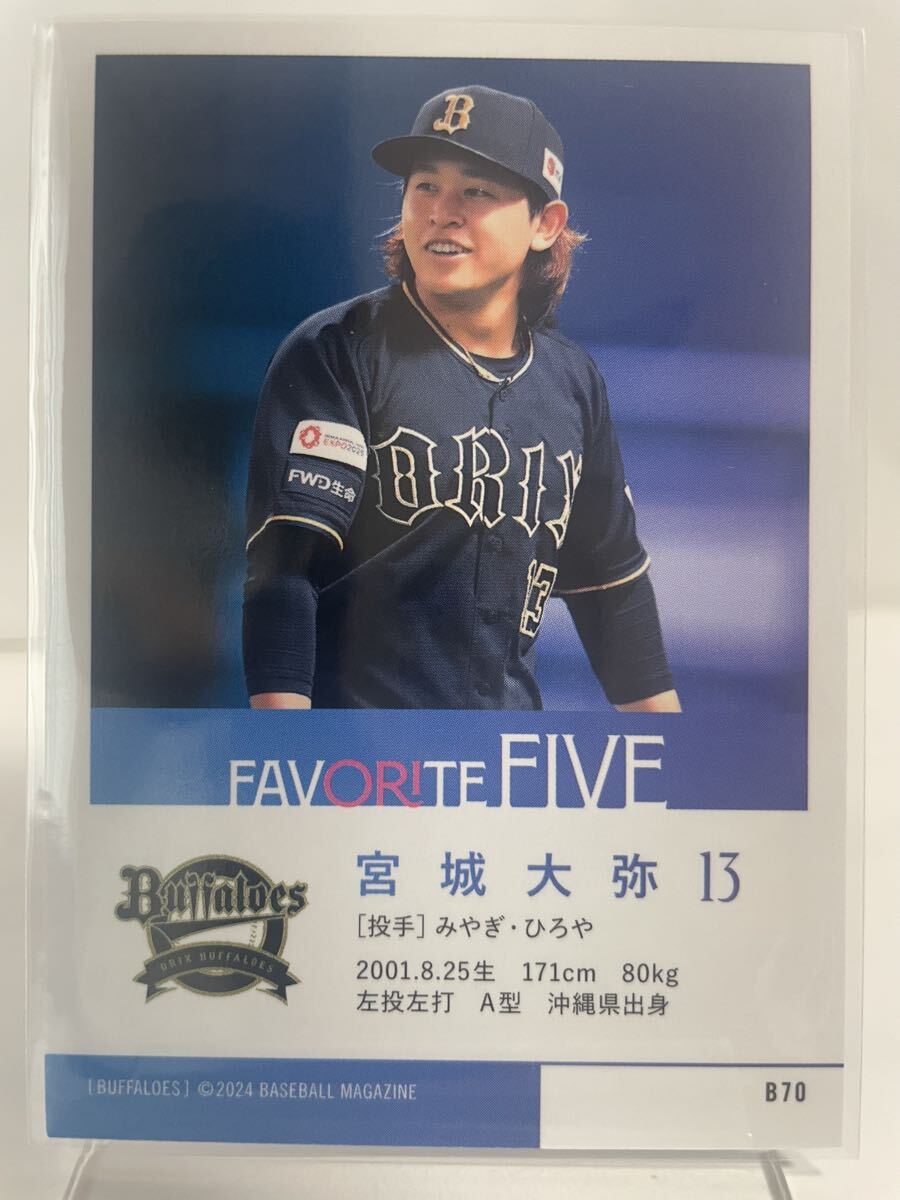 B
EXPO2025
FWD生命
ORIX
13
FAVORITE FIVE
Buffaloes
ORIX BUFFALOES
宮城大弥 13
[投手] みやぎ・ひろや
2001.8.25生 171cm 80kg
左投左打 A型 沖縄県出身
[BUFFALOES] ©2024 BASEBALL MAGAZINE
B70